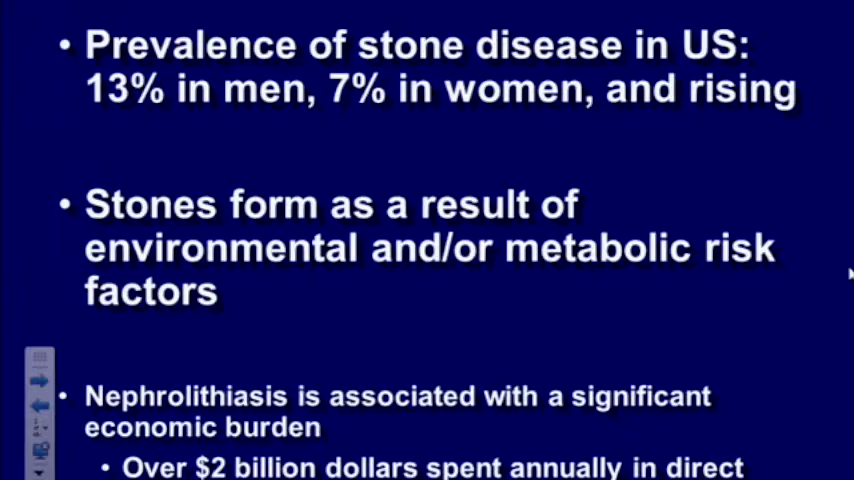 • Prevalence of stone disease in US:
13% in men, 7% in women, and rising
• Stones form as a result of
environmental and/or metabolic risk
factors
• Nephrolithiasis is associated with a significant
economic burden
• Over $2 billion dollars spent annually in direct